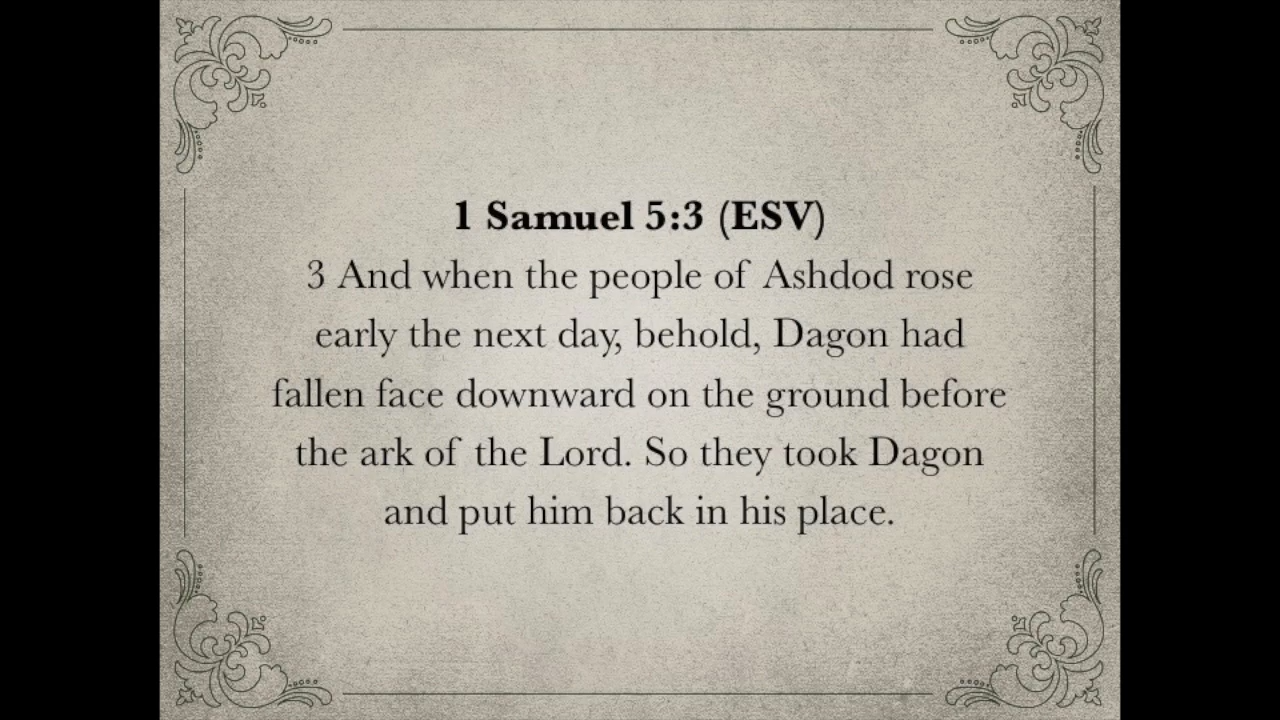 1 Samuel 5:3 (ESV)
3 And when the people of Ashdod rose
early the next day, behold, Dagon had
fallen face downward on the ground before
the ark of the Lord. So they took Dagon
and put him back in his place.